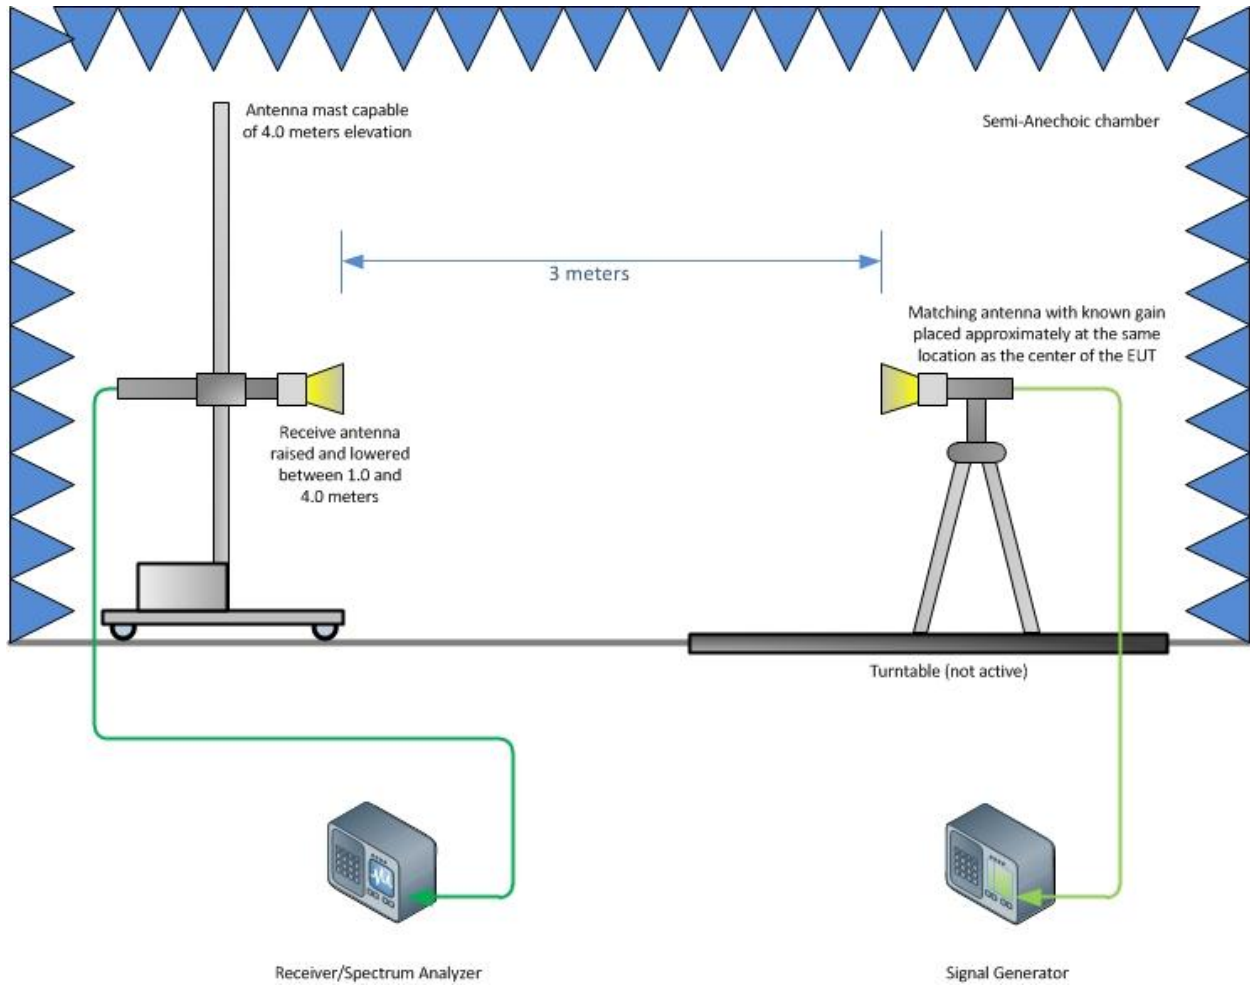 Antenna mast capable
of 4.0 meters elevation
Semi-Anechoic chamber
3 meters
Matching antenna with known gain
placed approximately at the same
location as the center of the EUT
Receive antenna
raised and lowered
between 1.0 and
4.0 meters
Turntable (not active)
Receiver/Spectrum Analyzer
Signal Generator